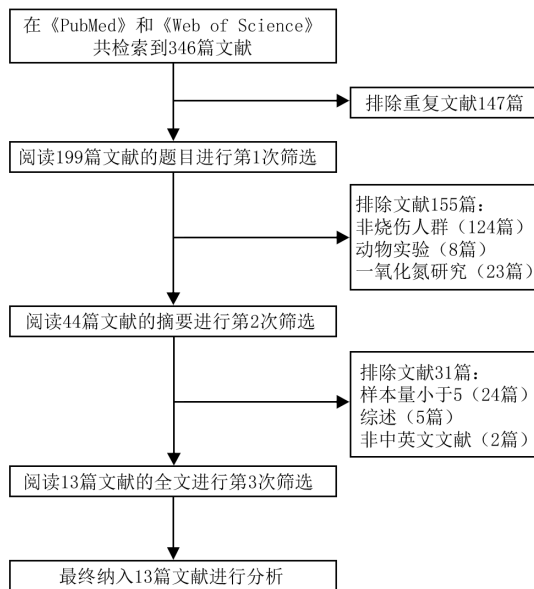 在《PubMed》和《Web of Science》
共检索到346篇文献
排除重复文献147篇
阅读199篇文献的题目进行第1次筛选
排除文献155篇：
非烧伤人群（124篇）
动物实验（8篇）
一氧化氮研究（23篇）
阅读44篇文献的摘要进行第2次筛选
排除文献31篇：
样本量小于5（24篇）
综述（5篇）
非中英文文献（2篇）
阅读13篇文献的全文进行第3次筛选
最终纳入13篇文献进行分析